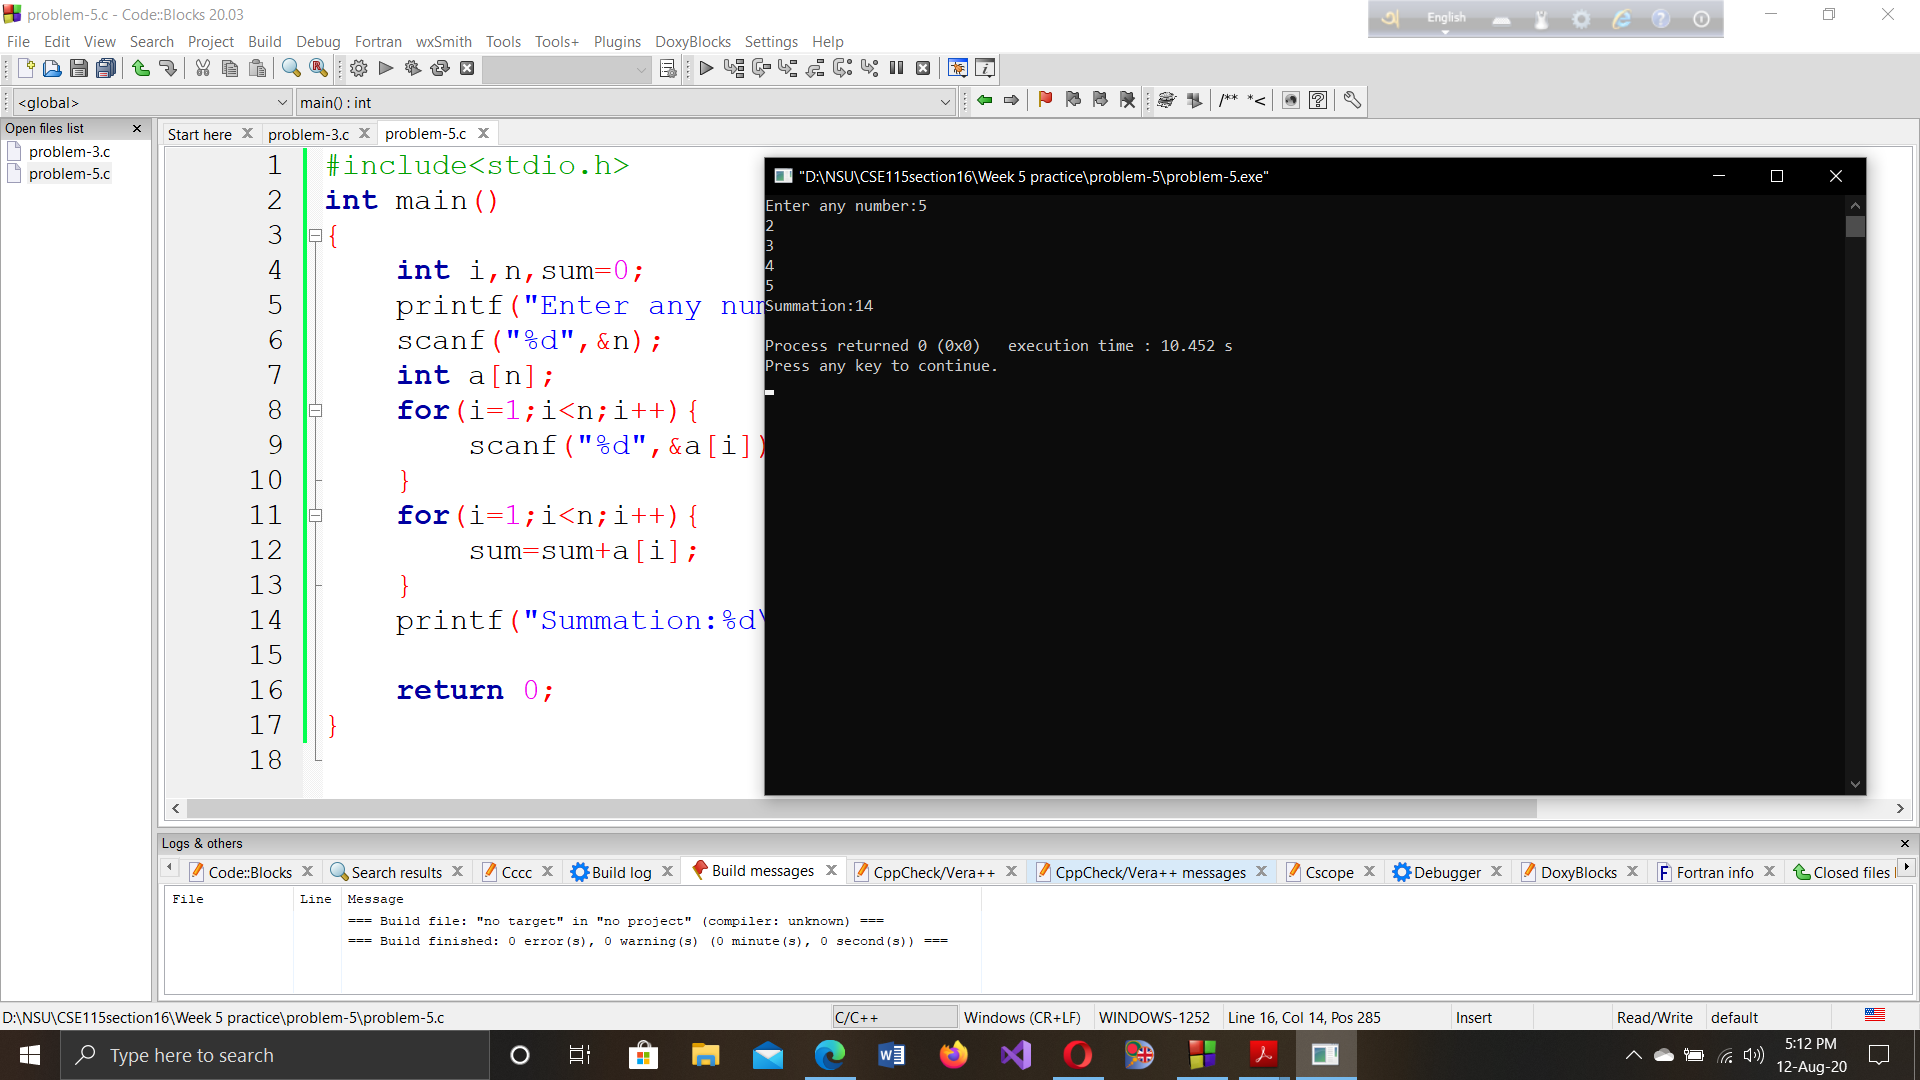 problem-5.c - Code::Blocks 20.03
English
File Edit View Search Project Build Debug Fortran wxSmith Tools Tools+ Plugins DoxyBlocks Settings Help
<global>
main() : int
/** *<
Open files list
problem-3.c
problem-5.c
Start here problem-3.c problem-5.c
1 #include<stdio.h>
2 int main()
3 {
4 int i,n,sum=0;
5 printf("Enter any num
6 scanf("%d",&n);
7 int a[n];
8 for(i=1;i<n;i++){
9 scanf("%d",&a[i])
10 }
11 for(i=1;i<n;i++){
12 sum=sum+a[i];
13 }
14 printf("Summation:%d\
15
16 return 0;
17 }
18
"D:\NSU\CSE115section16\Week 5 practice\problem-5\problem-5.exe"
Enter any number:5
2
3
4
5
Summation:14
Process returned 0 (0x0) execution time : 10.452 s
Press any key to continue.
Logs & others
Code::Blocks Search results Cccc Build log Build messages CppCheck/Vera++ CppCheck/Vera++ messages Cscope Debugger DoxyBlocks Fortran info Closed files
File Line Message
=== Build file: "no target" in "no project" (compiler: unknown) ===
=== Build finished: 0 error(s), 0 warning(s) (0 minute(s), 0 second(s)) ===
D:\NSU\CSE115section16\Week 5 practice\problem-5\problem-5.c C/C++ Windows (CR+LF) WINDOWS-1252 Line 16, Col 14, Pos 285 Insert Read/Write default
Type here to search
5:12 PM
12-Aug-20